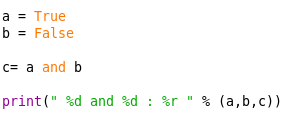 a = True
b = False
c= a and b
print(" %d and %d : %r " % (a,b,c))